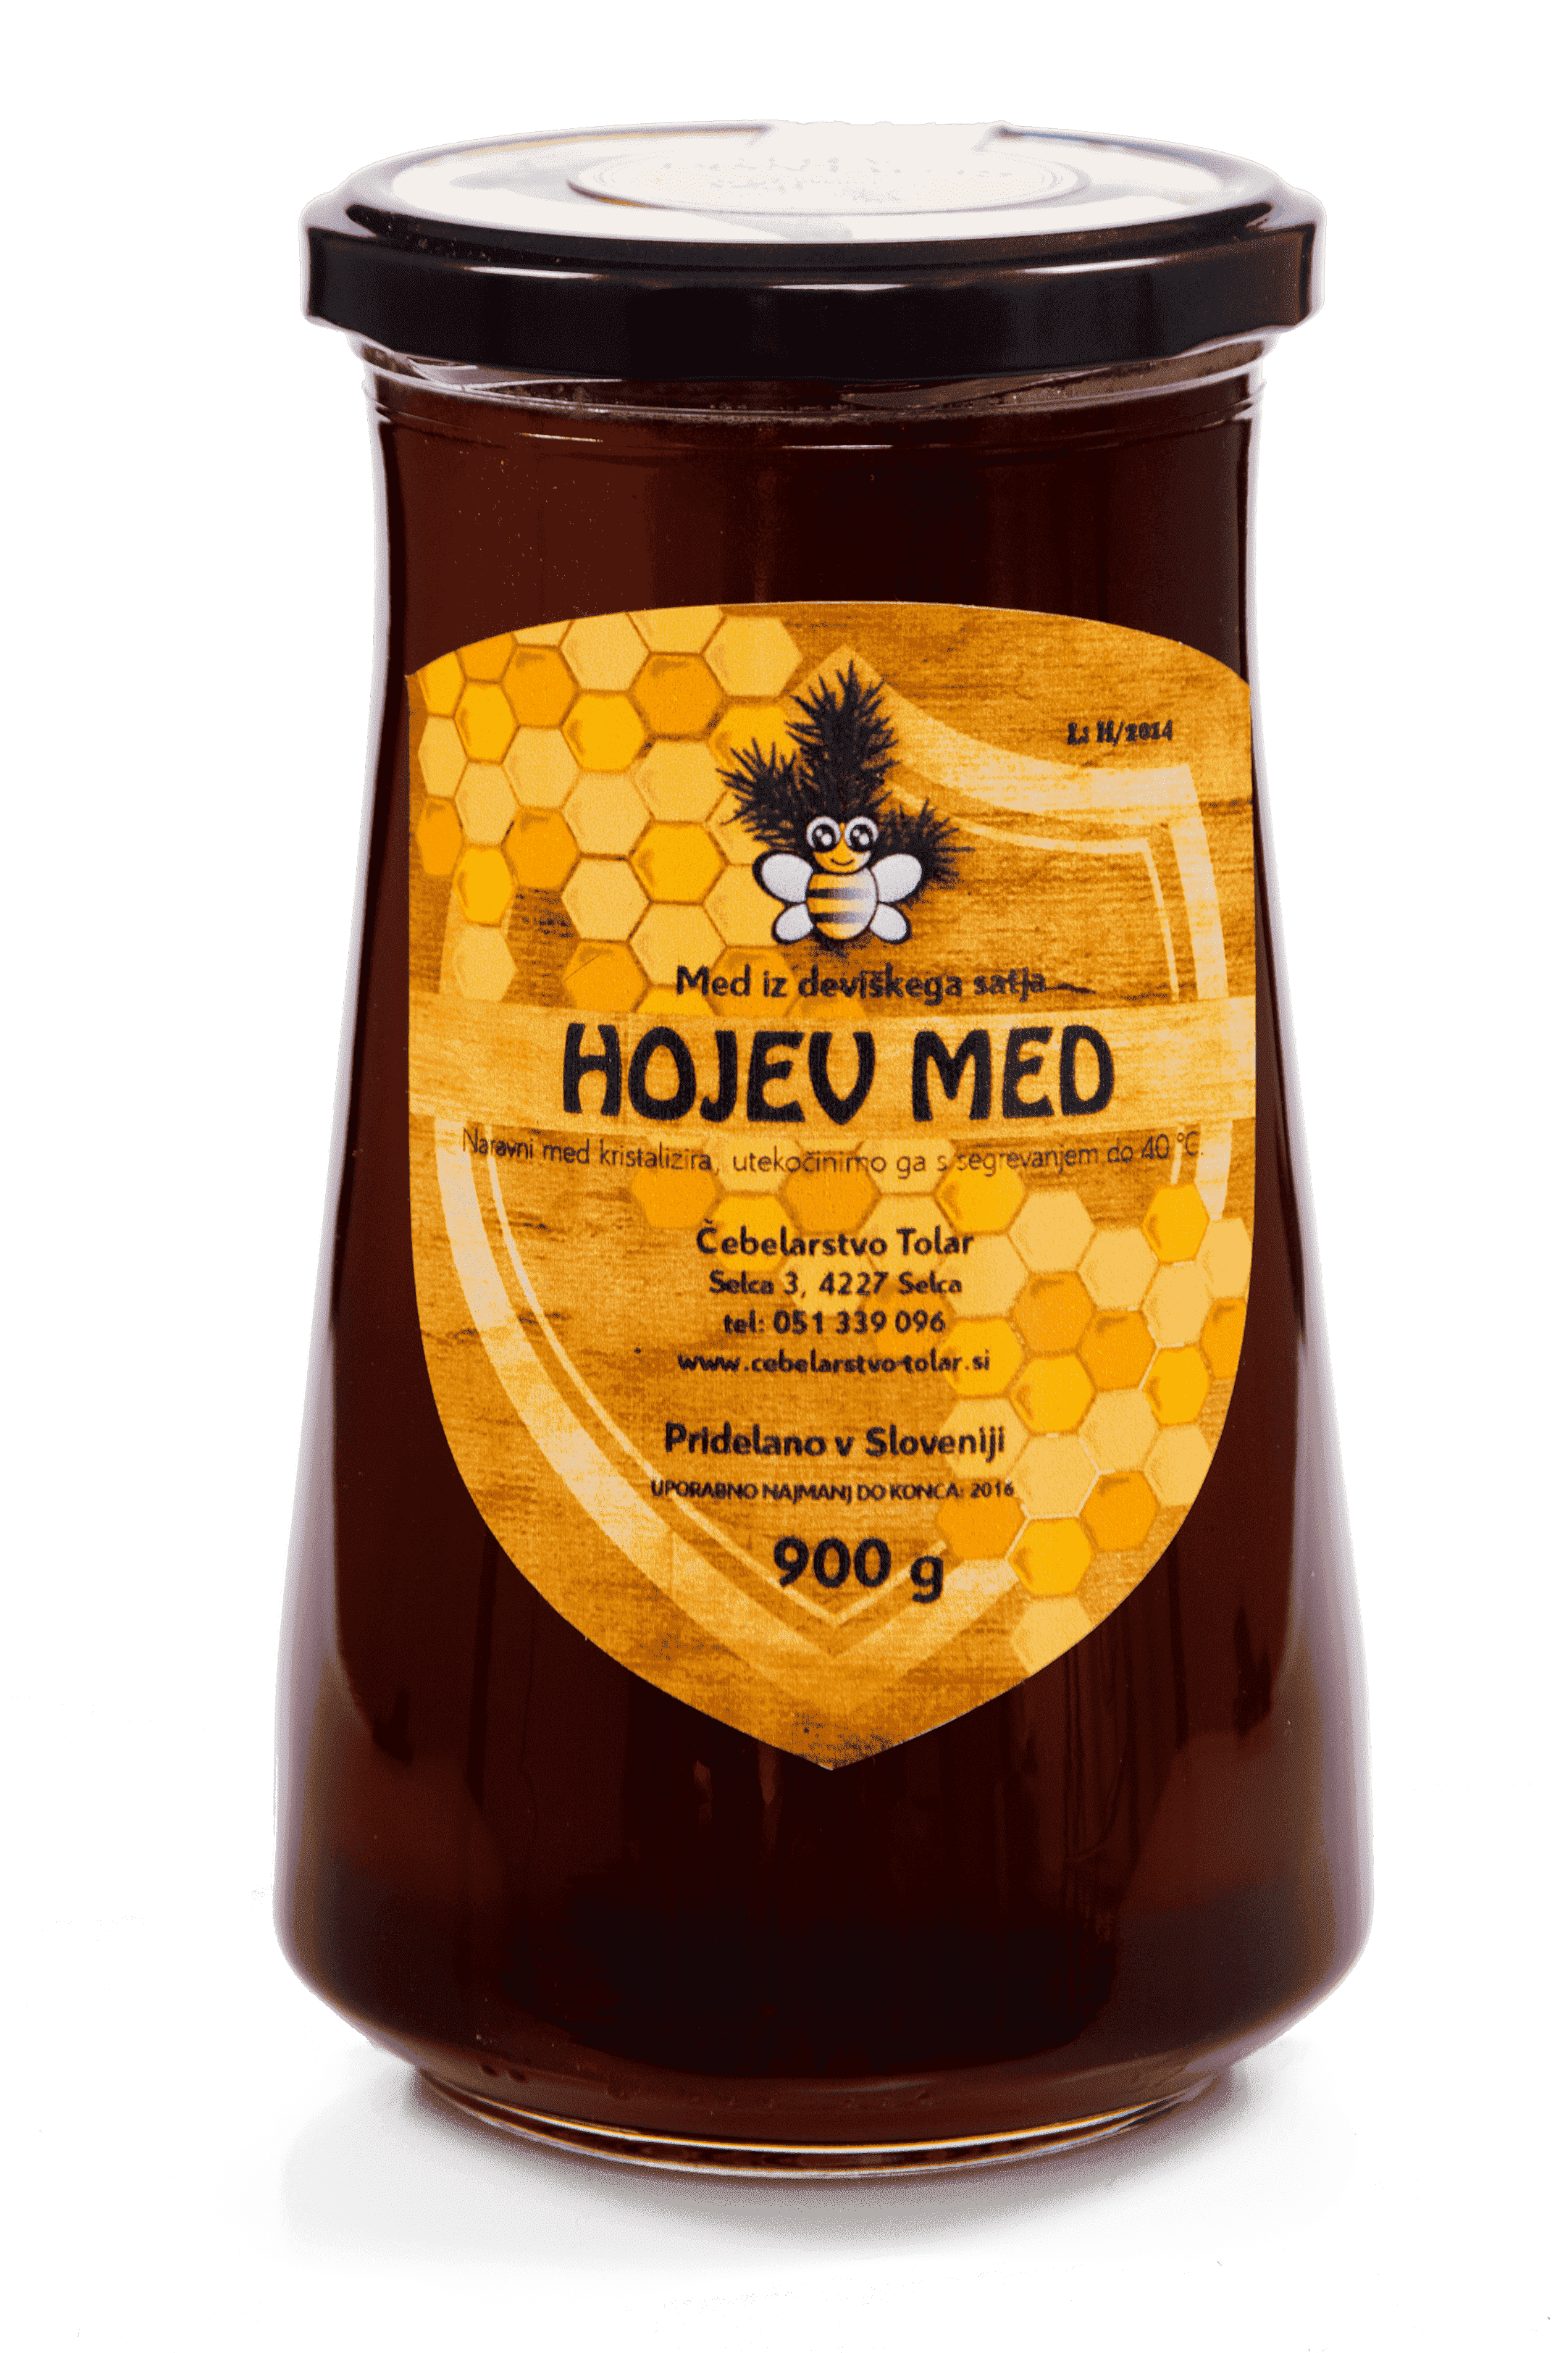 L: H/2014
Med iz deviškega satja
HOJEV MED
Naravni med kristalizira, utekočinimo ga s segrevanjem do 40 °C.
Čebelarstvo Tolar
Selca 3, 4227 Selca
tel: 051 339 096
www.cebelarstvo-tolar.si
Pridelano v Sloveniji
UPORABNO NAJMANJ DO KONCA: 2016
900 g